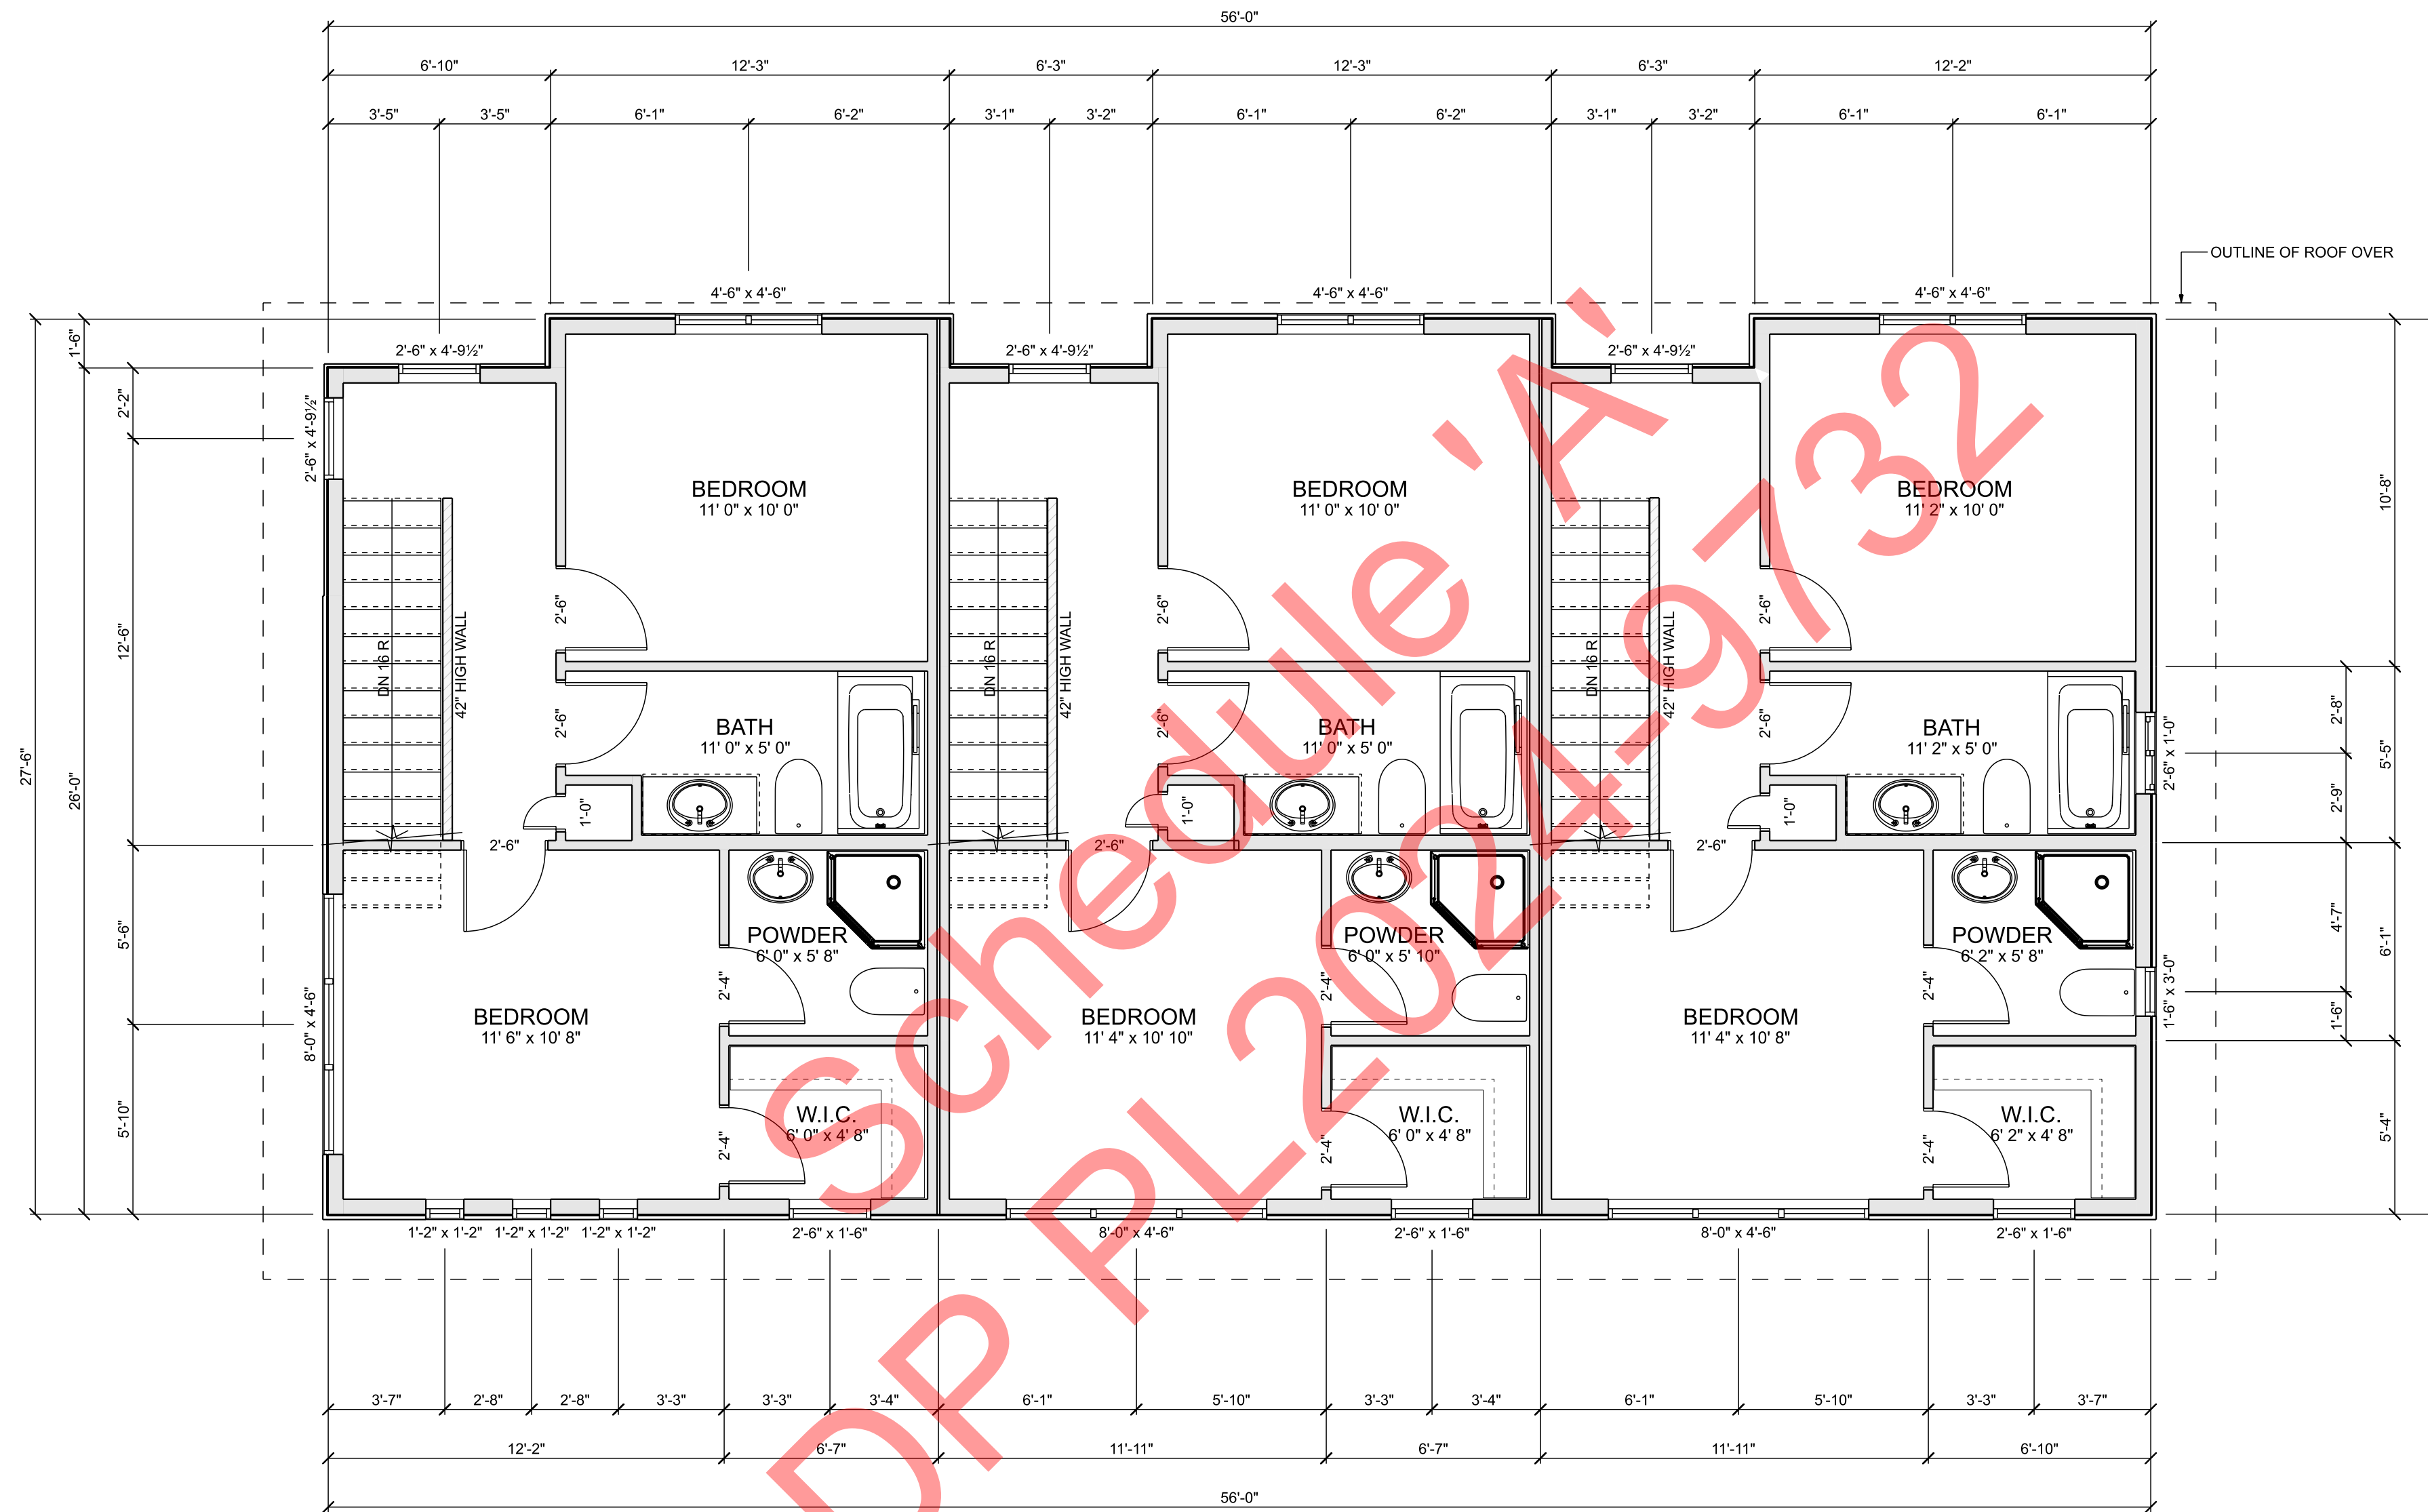 56'-0"
6'-10" 12'-3" 6'-3" 12'-3" 6'-3" 12'-2"
3'-5" 3'-5" 6'-1" 6'-2" 3'-1" 3'-2" 6'-1" 6'-2" 3'-1" 3'-2" 6'-1" 6'-1"
OUTLINE OF ROOF OVER
4'-6" x 4'-6" 4'-6" x 4'-6" 4'-6" x 4'-6"
2'-6" x 4'-9½" 2'-6" x 4'-9½" 2'-6" x 4'-9½"
27'-6"
1'-6"
26'-0"
2'-2"
12'-6"
5'-6"
5'-10"
2'-6" x 4'-9½"
8'-0" x 4'-6"
BEDROOM
11' 0" x 10' 0"
BEDROOM
11' 0" x 10' 0"
BEDROOM
11' 2" x 10' 0"
DN 16 R
42" HIGH WALL
2'-6"
DN 16 R
42" HIGH WALL
2'-6"
DN 16 R
42" HIGH WALL
2'-6"
2'-6"
BATH
11' 0" x 5' 0"
2'-6"
BATH
11' 0" x 5' 0"
2'-6"
BATH
11' 2" x 5' 0"
1'-0" 1'-0" 1'-0"
2'-6" 2'-6" 2'-6"
POWDER
6' 0" x 5' 8"
POWDER
6' 0" x 5' 10"
POWDER
6' 2" x 5' 8"
2'-4" 2'-4" 2'-4"
BEDROOM
11' 6" x 10' 8"
BEDROOM
11' 4" x 10' 10"
BEDROOM
11' 4" x 10' 8"
W.I.C.
6' 0" x 4' 8"
W.I.C.
6' 0" x 4' 8"
W.I.C.
6' 2" x 4' 8"
2'-4" 2'-4" 2'-4"
2'-6" x 1'-0"
1'-6" x 3'-0"
2'-8"
2'-9"
4'-7"
1'-6"
10'-8"
5'-5"
6'-1"
5'-4"
1'-2" x 1'-2" 1'-2" x 1'-2" 1'-2" x 1'-2" 2'-6" x 1'-6" 8'-0" x 4'-6" 2'-6" x 1'-6" 8'-0" x 4'-6" 2'-6" x 1'-6"
3'-7" 2'-8" 2'-8" 3'-3" 3'-3" 3'-4" 6'-1" 5'-10" 3'-3" 3'-4" 6'-1" 5'-10" 3'-3" 3'-7"
12'-2" 6'-7" 11'-11" 6'-7" 11'-11" 6'-10"
56'-0"
Schedule 'A'
DP PL2024-9732